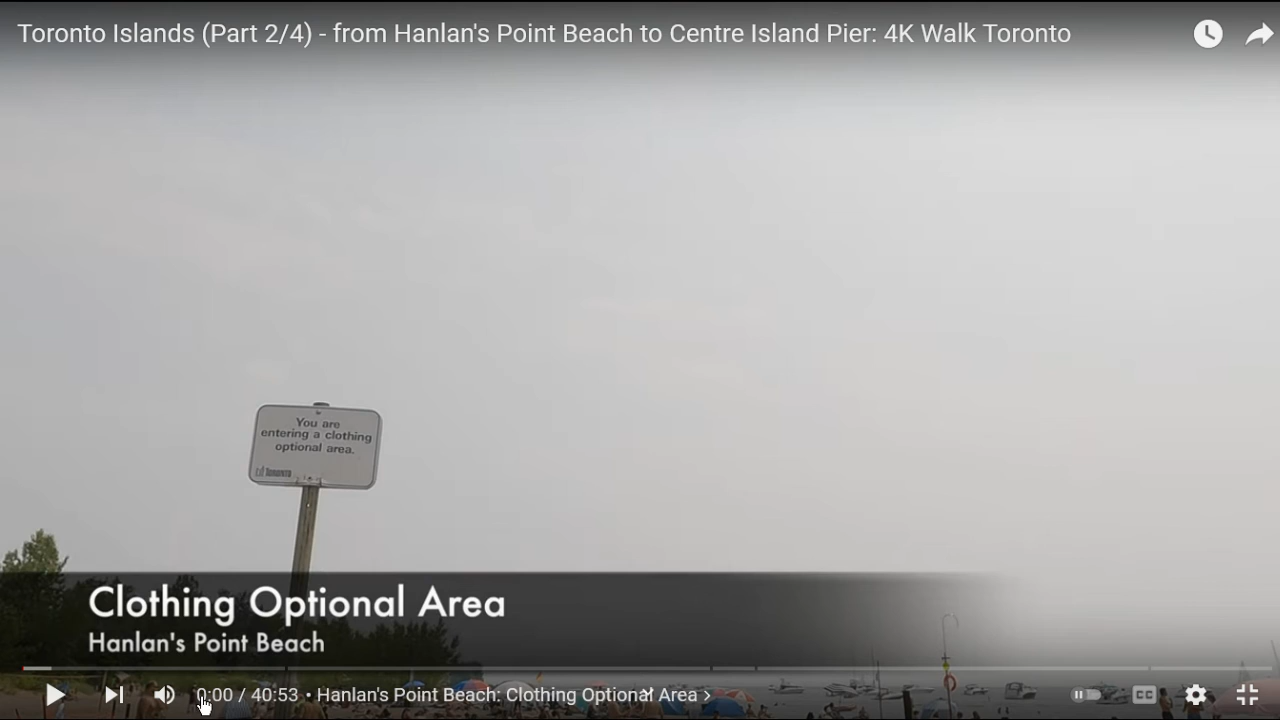 Toronto Islands (Part 2/4) - from Hanlan's Point Beach to Centre Island Pier: 4K Walk Toronto
You are
entering a clothing
optional area.
TORONTO
Clothing Optional Area
Hanlan's Point Beach
0:00 / 40:53 • Hanlan's Point Beach: Clothing Optional Area >
CC